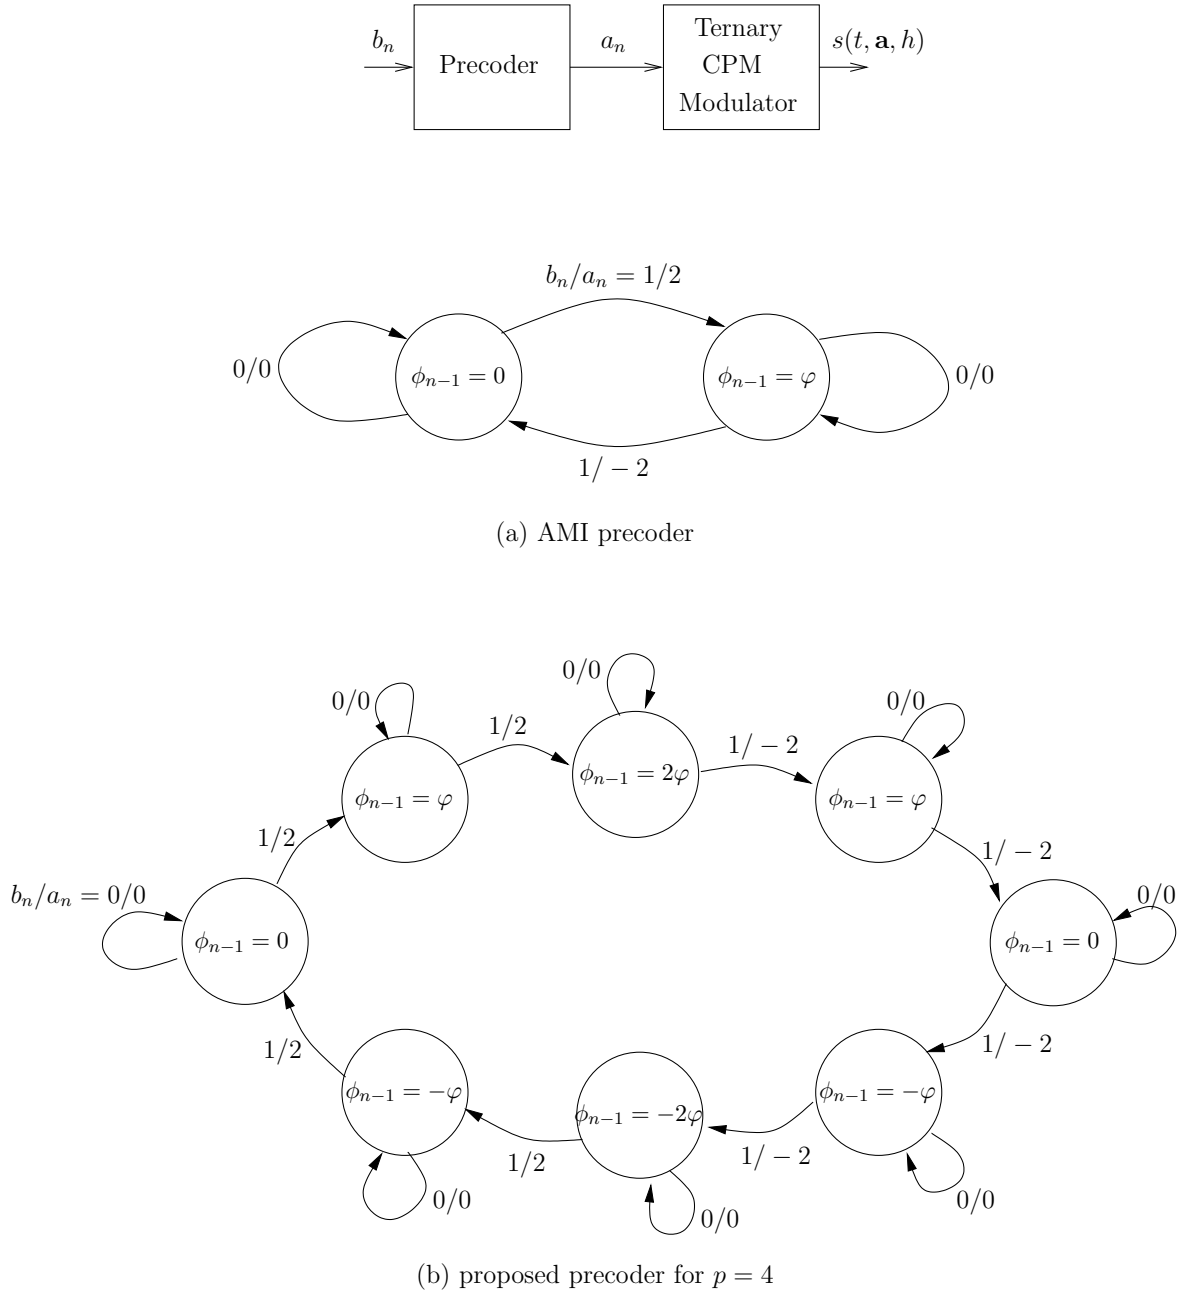 b_n
a_n
s(t, a, h)
Precoder
Ternary
CPM
Modulator
b_n/a_n = 1/2
0/0
ϕ_{n−1} = 0
ϕ_{n−1} = φ
0/0
1/ − 2
(a) AMI precoder
0/0
0/0
0/0
1/2
1/ − 2
ϕ_{n−1} = φ
ϕ_{n−1} = 2φ
ϕ_{n−1} = φ
1/2
1/ − 2
b_n/a_n = 0/0
0/0
ϕ_{n−1} = 0
ϕ_{n−1} = 0
1/2
1/ − 2
ϕ_{n−1} = −φ
ϕ_{n−1} = −2φ
ϕ_{n−1} = −φ
1/2
1/ − 2
0/0
0/0
0/0
(b) proposed precoder for p = 4